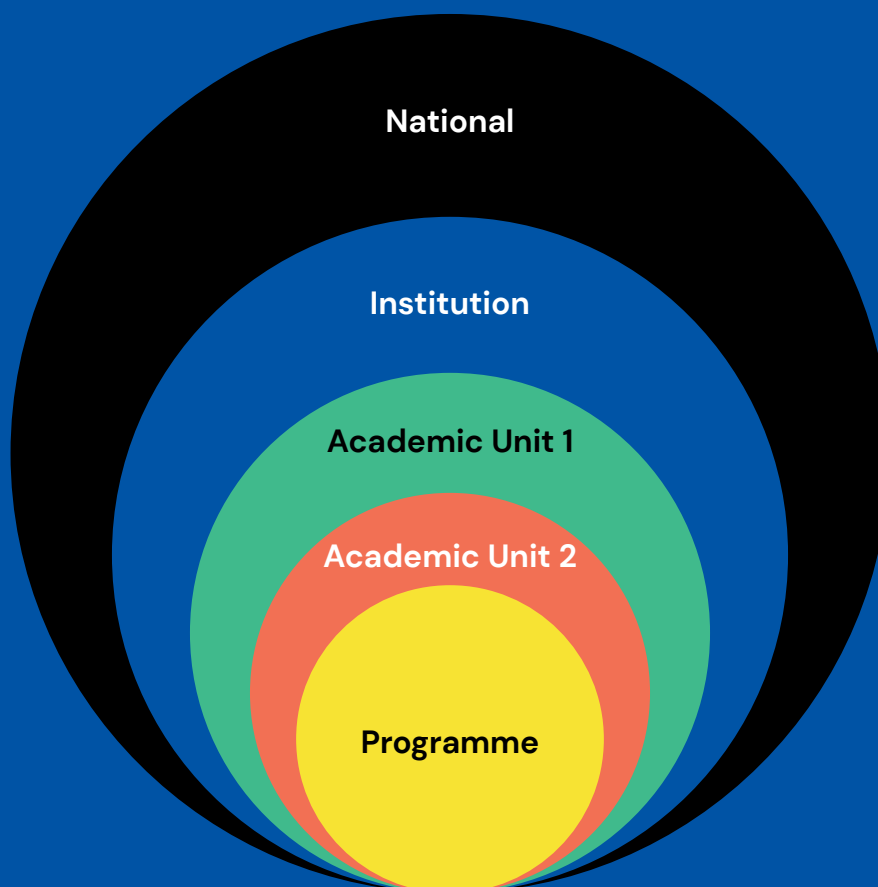 National
Institution
Academic Unit 1
Academic Unit 2
Programme